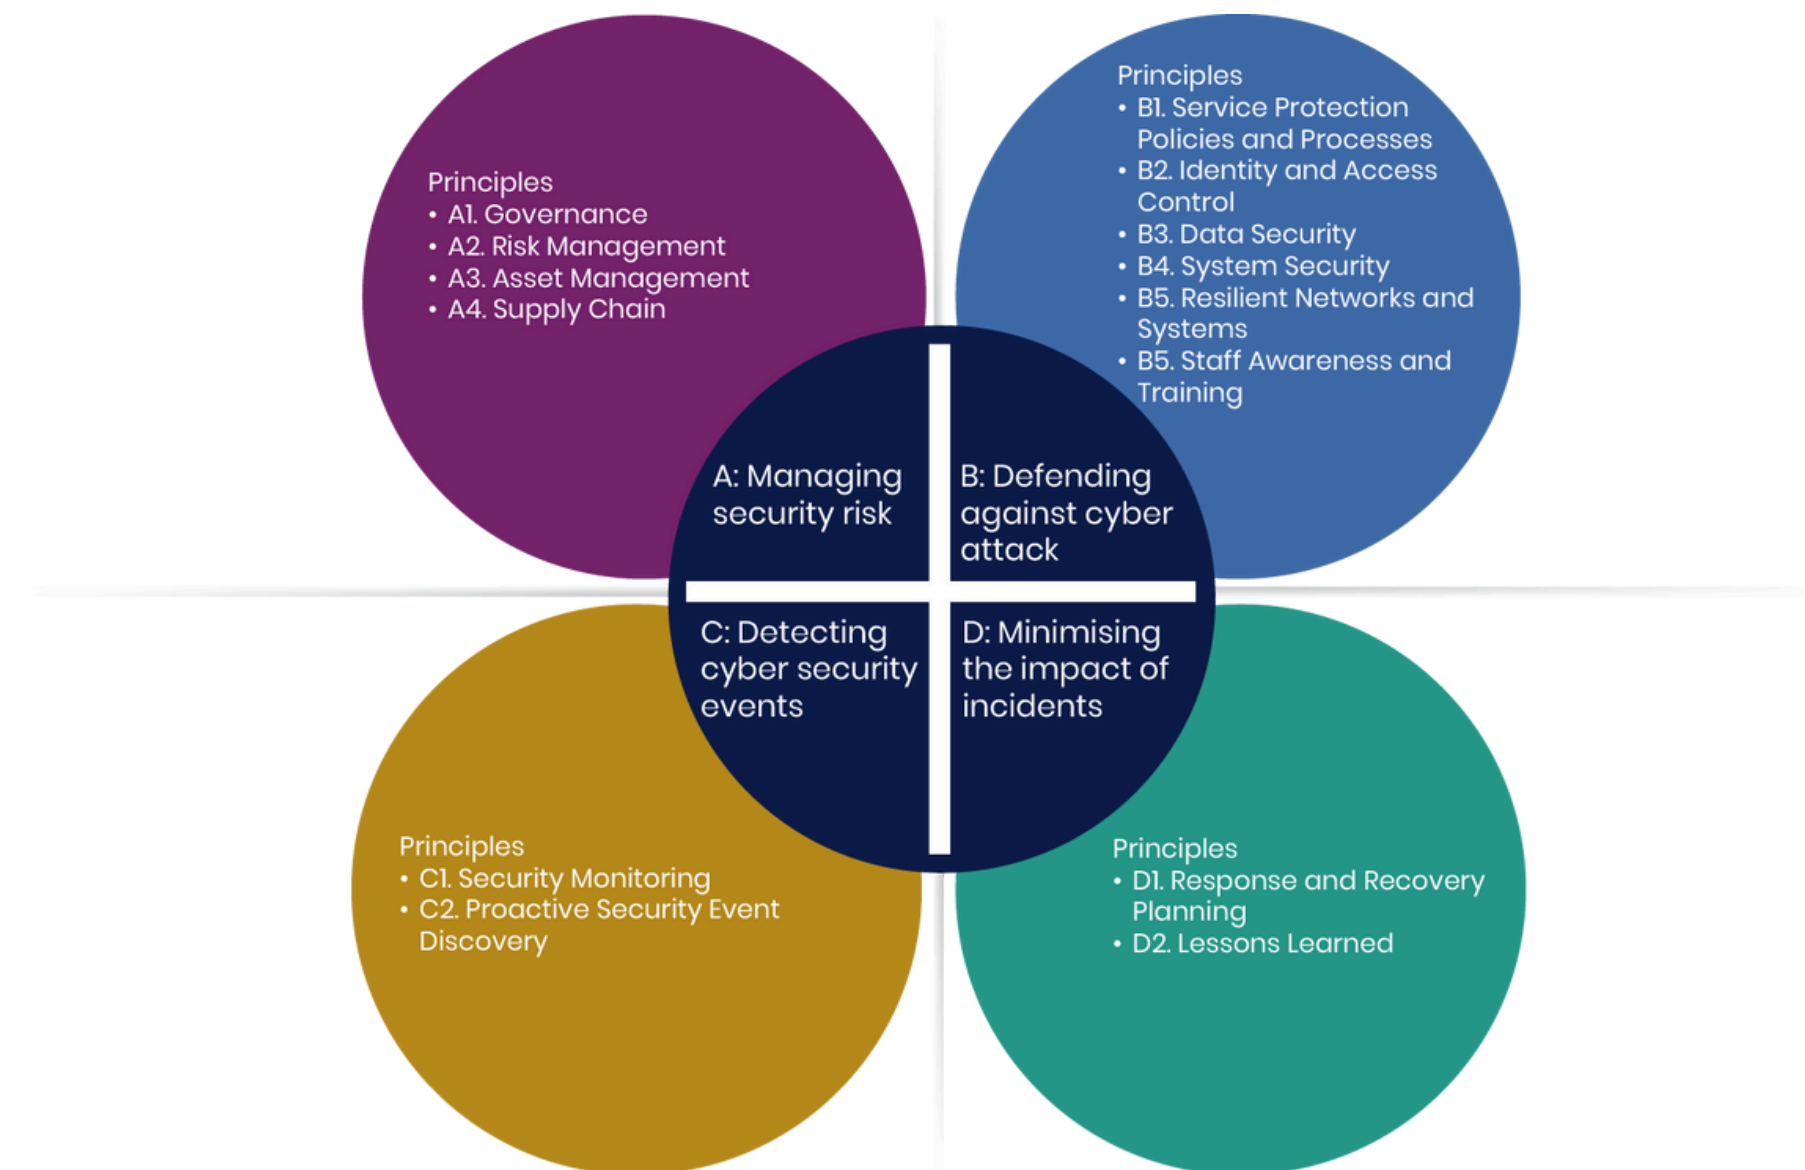 Principles
• A1. Governance
• A2. Risk Management
• A3. Asset Management
• A4. Supply Chain
Principles
• B1. Service Protection
Policies and Processes
• B2. Identity and Access
Control
• B3. Data Security
• B4. System Security
• B5. Resilient Networks and
Systems
• B5. Staff Awareness and
Training
A: Managing
security risk
B: Defending
against cyber
attack
C: Detecting
cyber security
events
D: Minimising
the impact of
incidents
Principles
• C1. Security Monitoring
• C2. Proactive Security Event
Discovery
Principles
• D1. Response and Recovery
Planning
• D2. Lessons Learned